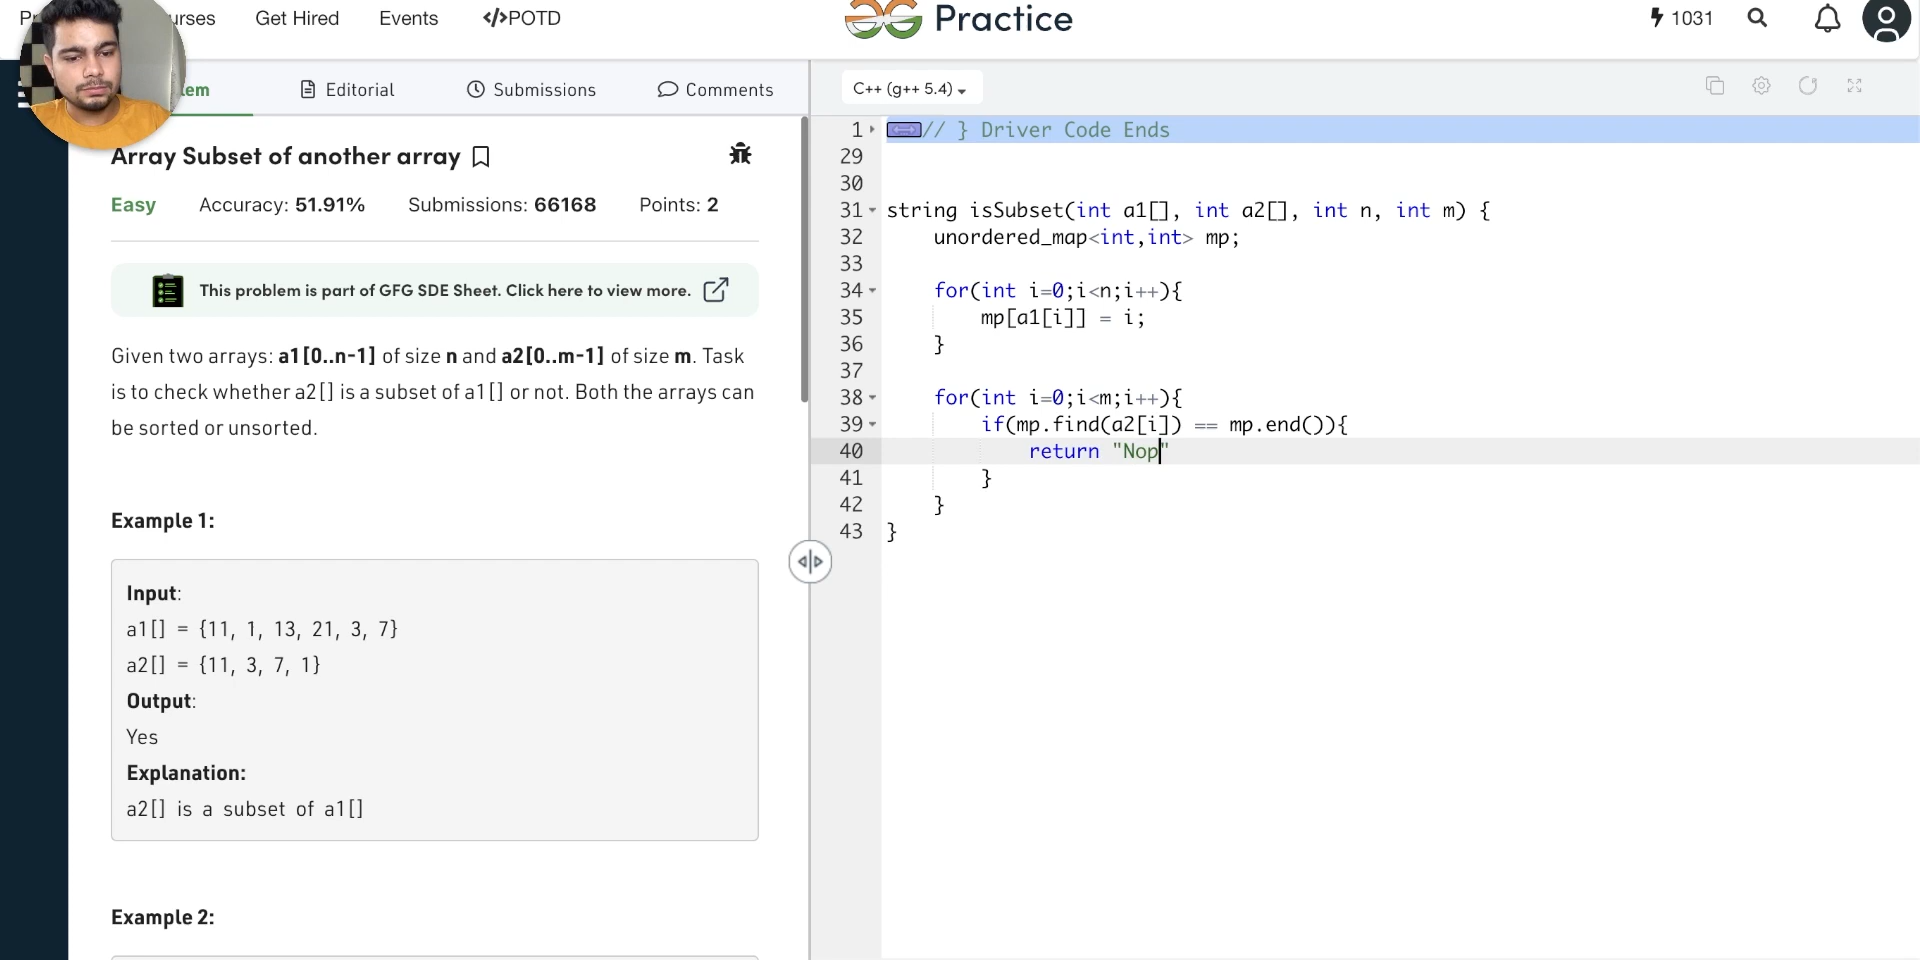 urses
Get Hired
Events
</>POTD
Practice
1031
em
Editorial
Submissions
Comments
C++ (g++ 5.4)
Array Subset of another array
Easy Accuracy: 51.91% Submissions: 66168 Points: 2
This problem is part of GFG SDE Sheet. Click here to view more.
Given two arrays: a1[0..n-1] of size n and a2[0..m-1] of size m. Task
is to check whether a2[] is a subset of a1[] or not. Both the arrays can
be sorted or unsorted.
Example 1:
Input:
a1[] = {11, 1, 13, 21, 3, 7}
a2[] = {11, 3, 7, 1}
Output:
Yes
Explanation:
a2[] is a subset of a1[]
Example 2:
1 // } Driver Code Ends
29
30
31 string isSubset(int a1[], int a2[], int n, int m) {
32 unordered_map<int,int> mp;
33
34 for(int i=0;i<n;i++){
35 mp[a1[i]] = i;
36 }
37
38 for(int i=0;i<m;i++){
39 if(mp.find(a2[i]) == mp.end()){
40 return "Nop"
41 }
42 }
43 }